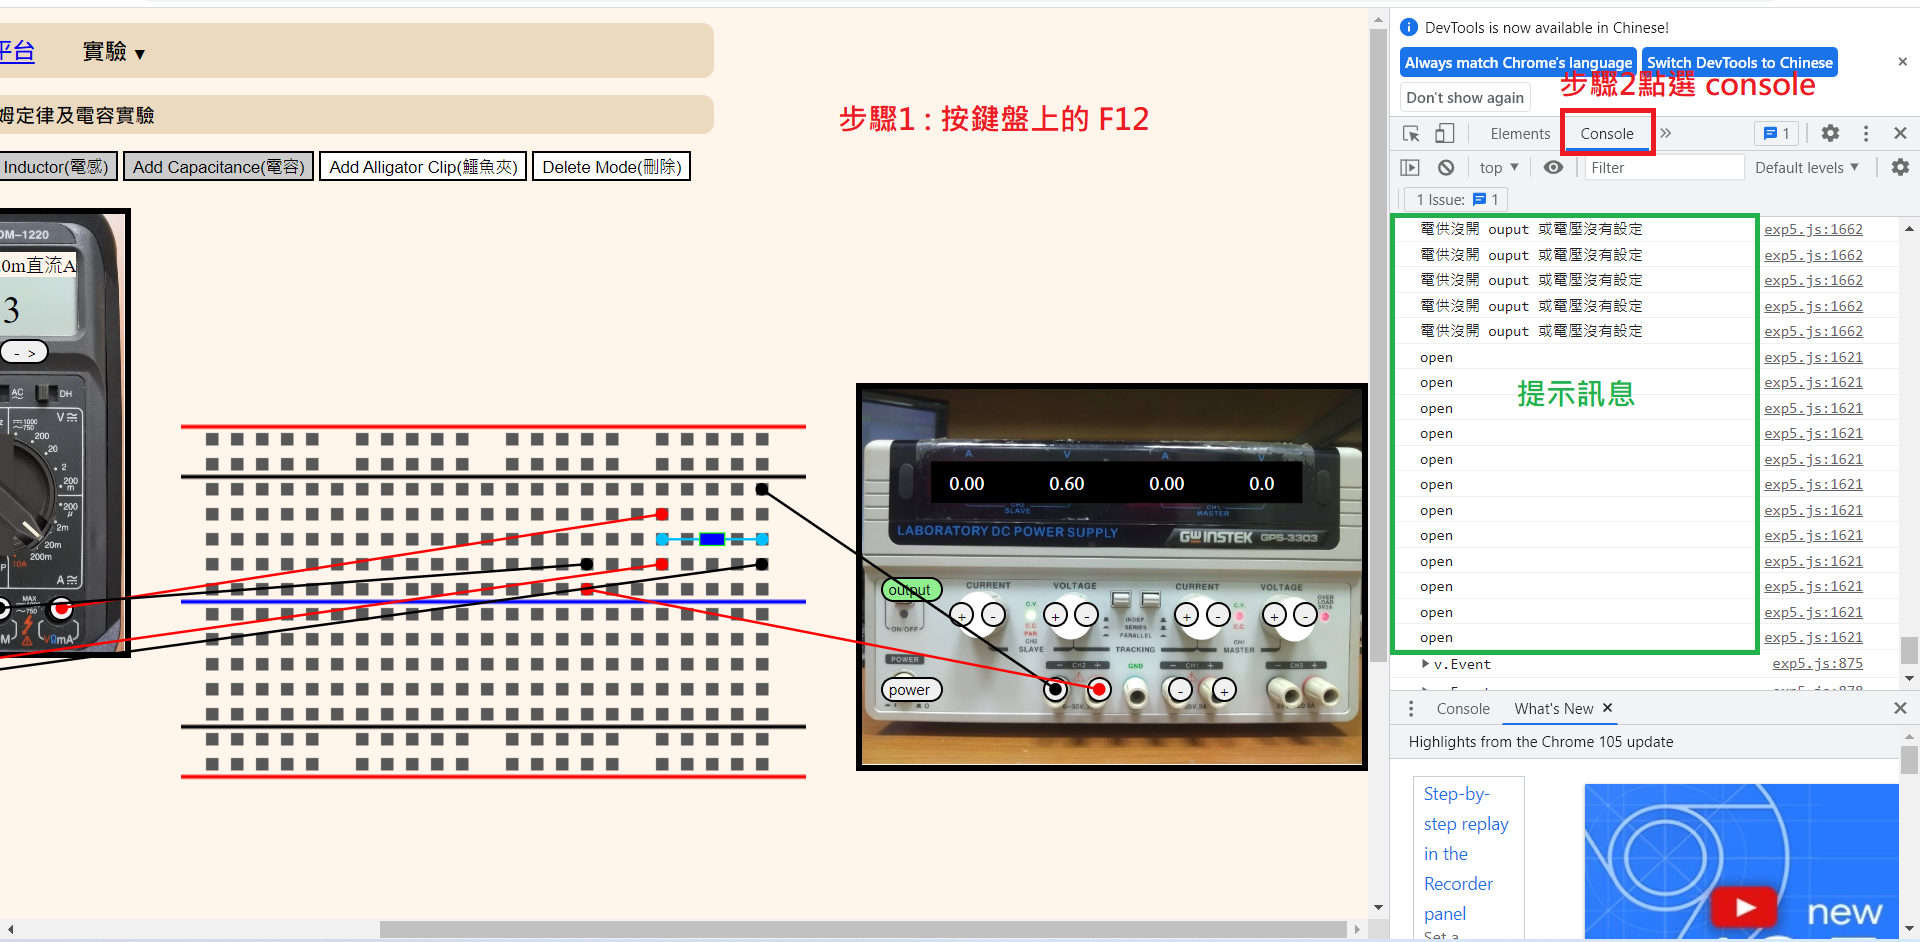 平台
實驗 ▼
姆定律及電容實驗
Inductor(電感)
Add Capacitance(電容)
Add Alligator Clip(鱷魚夾)
Delete Mode(刪除)
步驟1 : 按鍵盤上的 F12
DM-1220
0m直流A
3
- >
AC
DH
V
1000
750
200
20
2
200
m
200
μ
2m
20m
200m
10A
A
MAX
750
VΩmA
0.00
0.60
0.00
0.0
A
V
A
V
CH2
SLAVE
CH1
MASTER
LABORATORY DC POWER SUPPLY
GWINSTEK GPS-3303
output
ON/OFF
CURRENT
VOLTAGE
CURRENT
VOLTAGE
OVER
LOAD
+
-
+
-
+
-
+
-
C.V.
C.C.
PAR.
CH2
SLAVE
INDEP
SERIES
PARALLEL
TRACKING
C.V.
C.C.
CH1
MASTER
POWER
power
- CH2 +
GND
- CH1 +
- CH3 +
-
+
DevTools is now available in Chinese!
Always match Chrome's language
Switch DevTools to Chinese
Don't show again
步驟2點選 console
Elements
Console
1
top ▼
Filter
Default levels ▼
1 Issue: 1
電供沒開 ouput 或電壓沒有設定 exp5.js:1662
電供沒開 ouput 或電壓沒有設定 exp5.js:1662
電供沒開 ouput 或電壓沒有設定 exp5.js:1662
電供沒開 ouput 或電壓沒有設定 exp5.js:1662
電供沒開 ouput 或電壓沒有設定 exp5.js:1662
open exp5.js:1621
open exp5.js:1621
提示訊息
open exp5.js:1621
open exp5.js:1621
open exp5.js:1621
open exp5.js:1621
open exp5.js:1621
open exp5.js:1621
open exp5.js:1621
open exp5.js:1621
open exp5.js:1621
open exp5.js:1621
v.Event exp5.js:875
Console
What's New
Highlights from the Chrome 105 update
Step-by-
step replay
in the
Recorder
panel
new